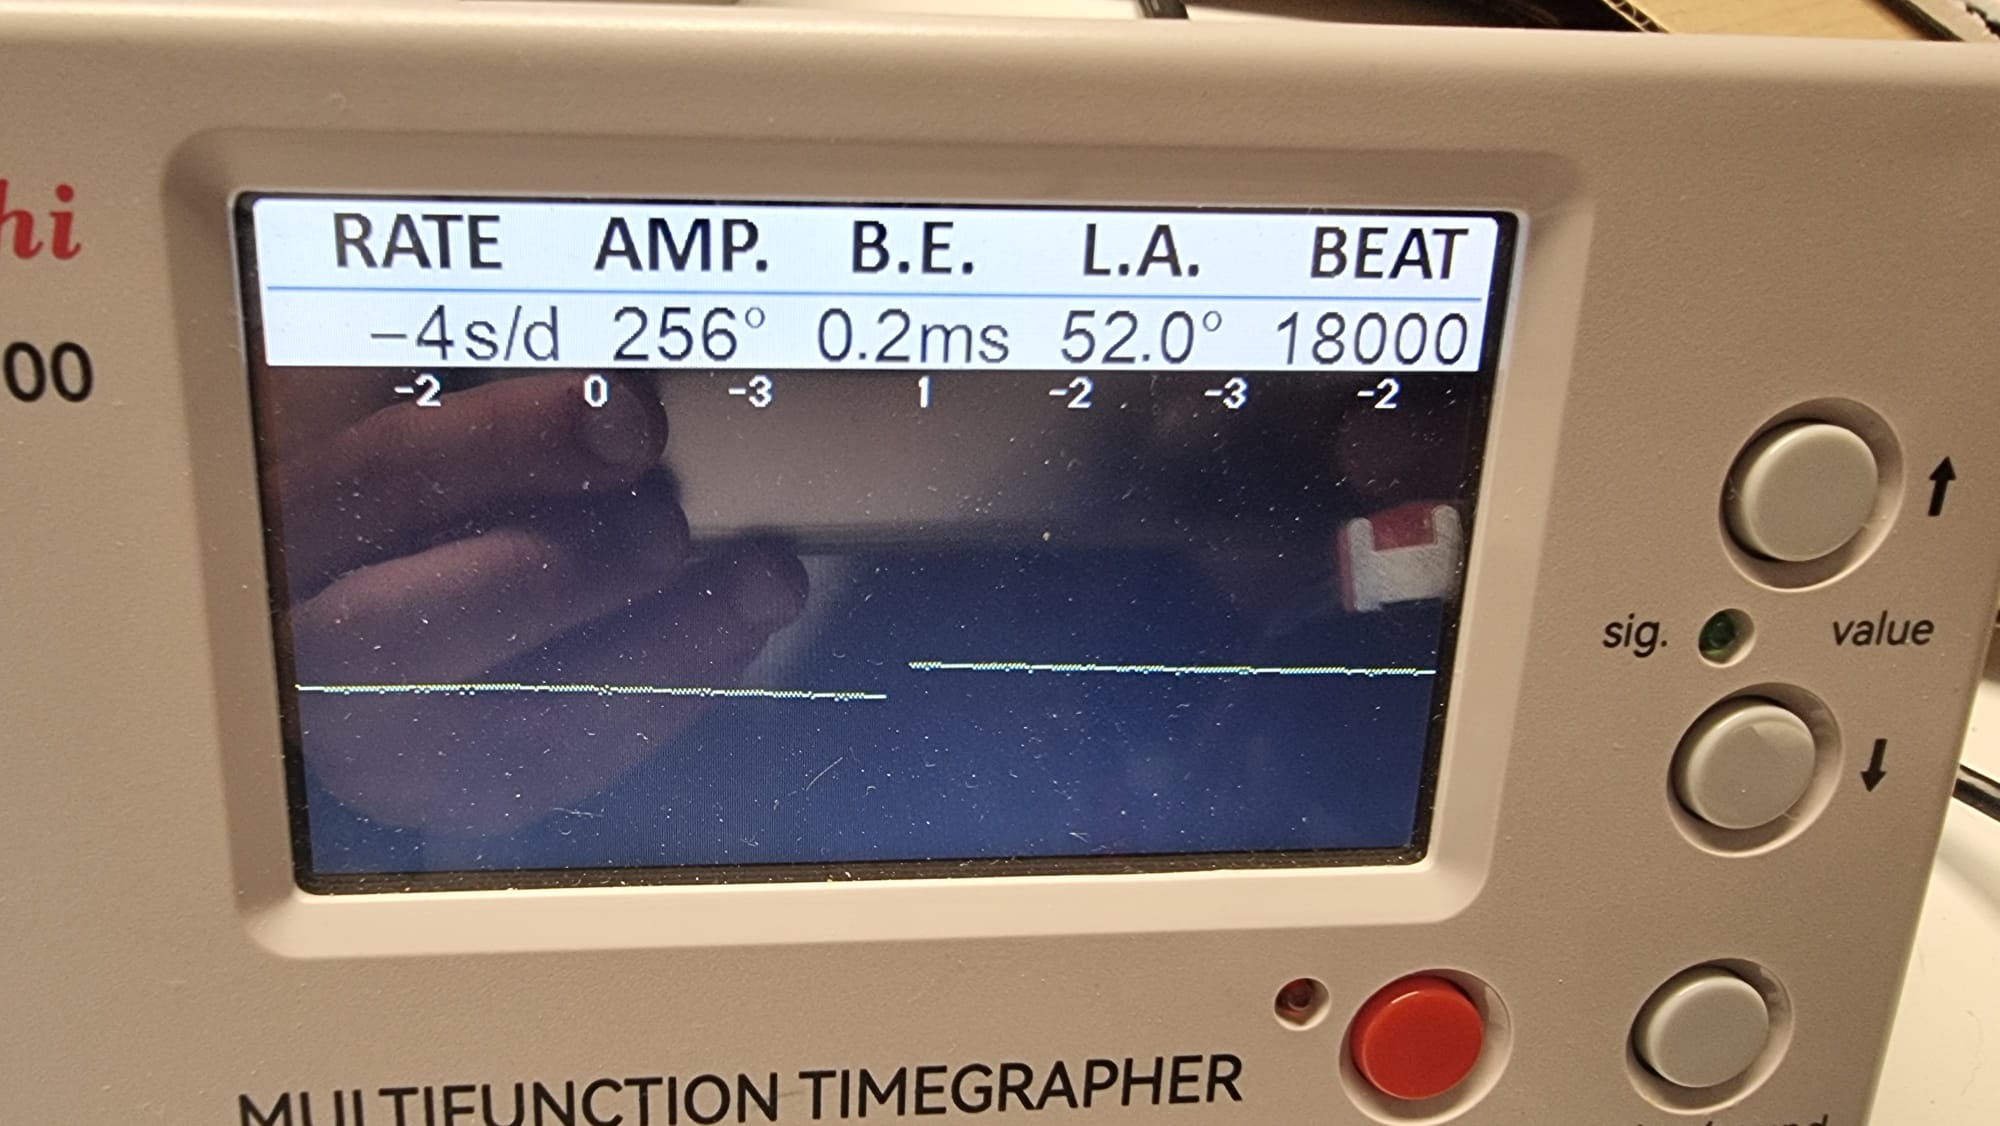 hi
00
RATE AMP. B.E. L.A. BEAT
-4s/d 256° 0.2ms 52.0° 18000
-2 0 -3 1 -2 -3 -2
sig. value
MULTIFUNCTION TIMEGRAPHER